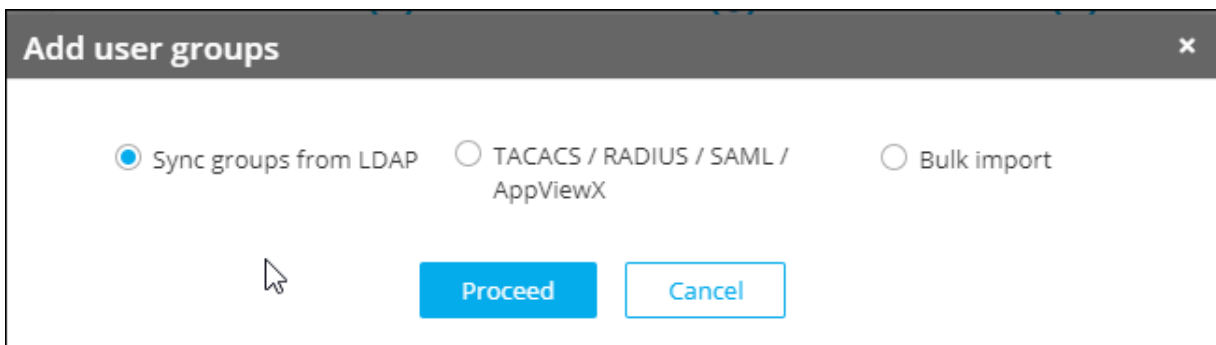 Add user groups ×
Sync groups from LDAP
TACACS / RADIUS / SAML /
AppViewX
Bulk import
Proceed
Cancel